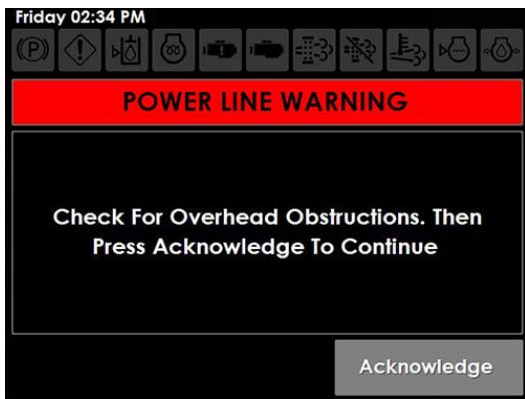 Friday 02:34 PM
(P)
POWER LINE WARNING
Check For Overhead Obstructions. Then
Press Acknowledge To Continue
Acknowledge